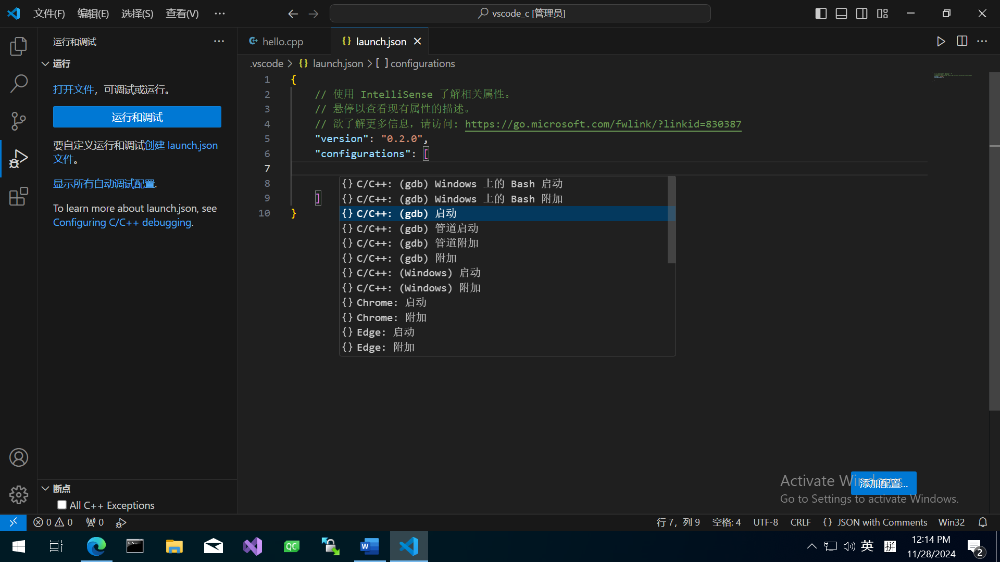 文件(F) 编辑(E) 选择(S) 查看(V) ··· vscode_c [管理员]
运行和调试 ···
hello.cpp {} launch.json
运行
.vscode > {} launch.json > [ ] configurations
打开文件，可调试或运行。
运行和调试
要自定义运行和调试创建 launch.json
文件。
显示所有自动调试配置.
To learn more about launch.json, see
Configuring C/C++ debugging.
1 {
2 // 使用 IntelliSense 了解相关属性。
3 // 悬停以查看现有属性的描述。
4 // 欲了解更多信息，请访问: https://go.microsoft.com/fwlink/?linkid=830387
5 "version": "0.2.0",
6 "configurations": [
7
8
9 ]
10 }
{} C/C++: (gdb) Windows 上的 Bash 启动
{} C/C++: (gdb) Windows 上的 Bash 附加
{} C/C++: (gdb) 启动
{} C/C++: (gdb) 管道启动
{} C/C++: (gdb) 管道附加
{} C/C++: (gdb) 附加
{} C/C++: (Windows) 启动
{} C/C++: (Windows) 附加
{} Chrome: 启动
{} Chrome: 附加
{} Edge: 启动
{} Edge: 附加
断点
All C++ Exceptions
添加配置...
Activate Windows
Go to Settings to activate Windows.
0 0 0 行 7，列 9 空格: 4 UTF-8 CRLF {} JSON with Comments Win32
C:\_ QC W 英 拼 12:14 PM
11/28/2024 2